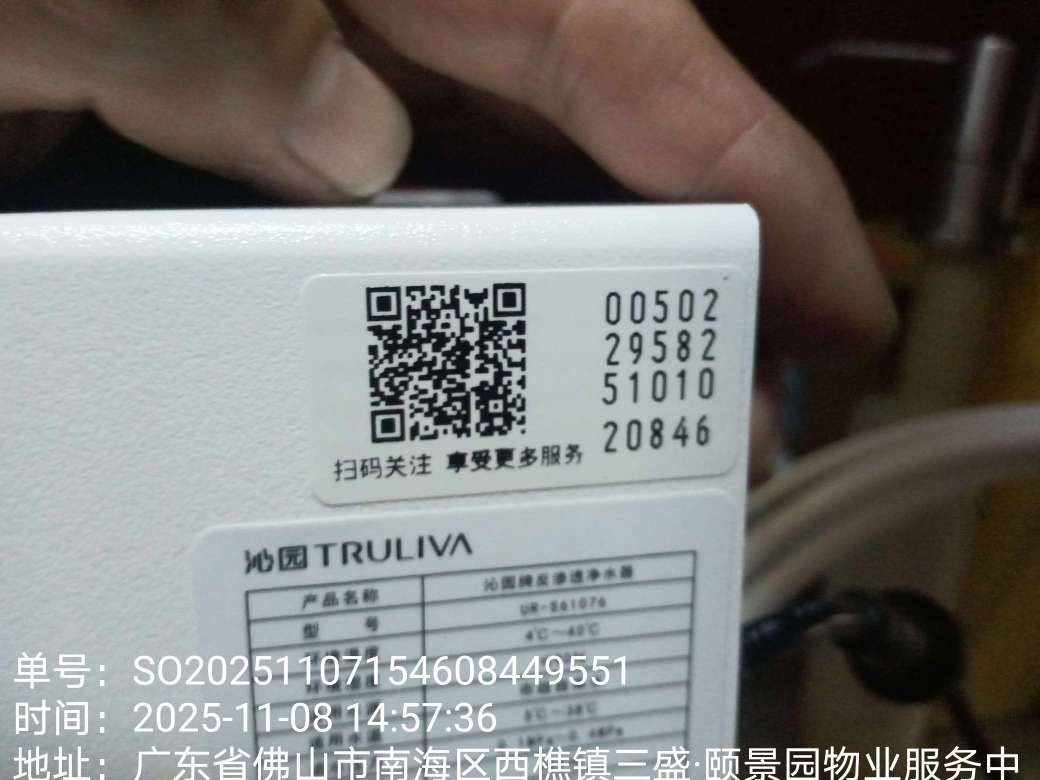 00502
29582
51010
20846
扫码关注 享受更多服务
沁园TRULIVA
产品名称 沁园牌反渗透净水器
型 号 UR-S61076
4℃~40℃
5℃~38℃
单号：SO20251107154608449551
时间：2025-11-08 14:57:36
地址：广东省佛山市南海区西樵镇三盛·颐景园物业服务中